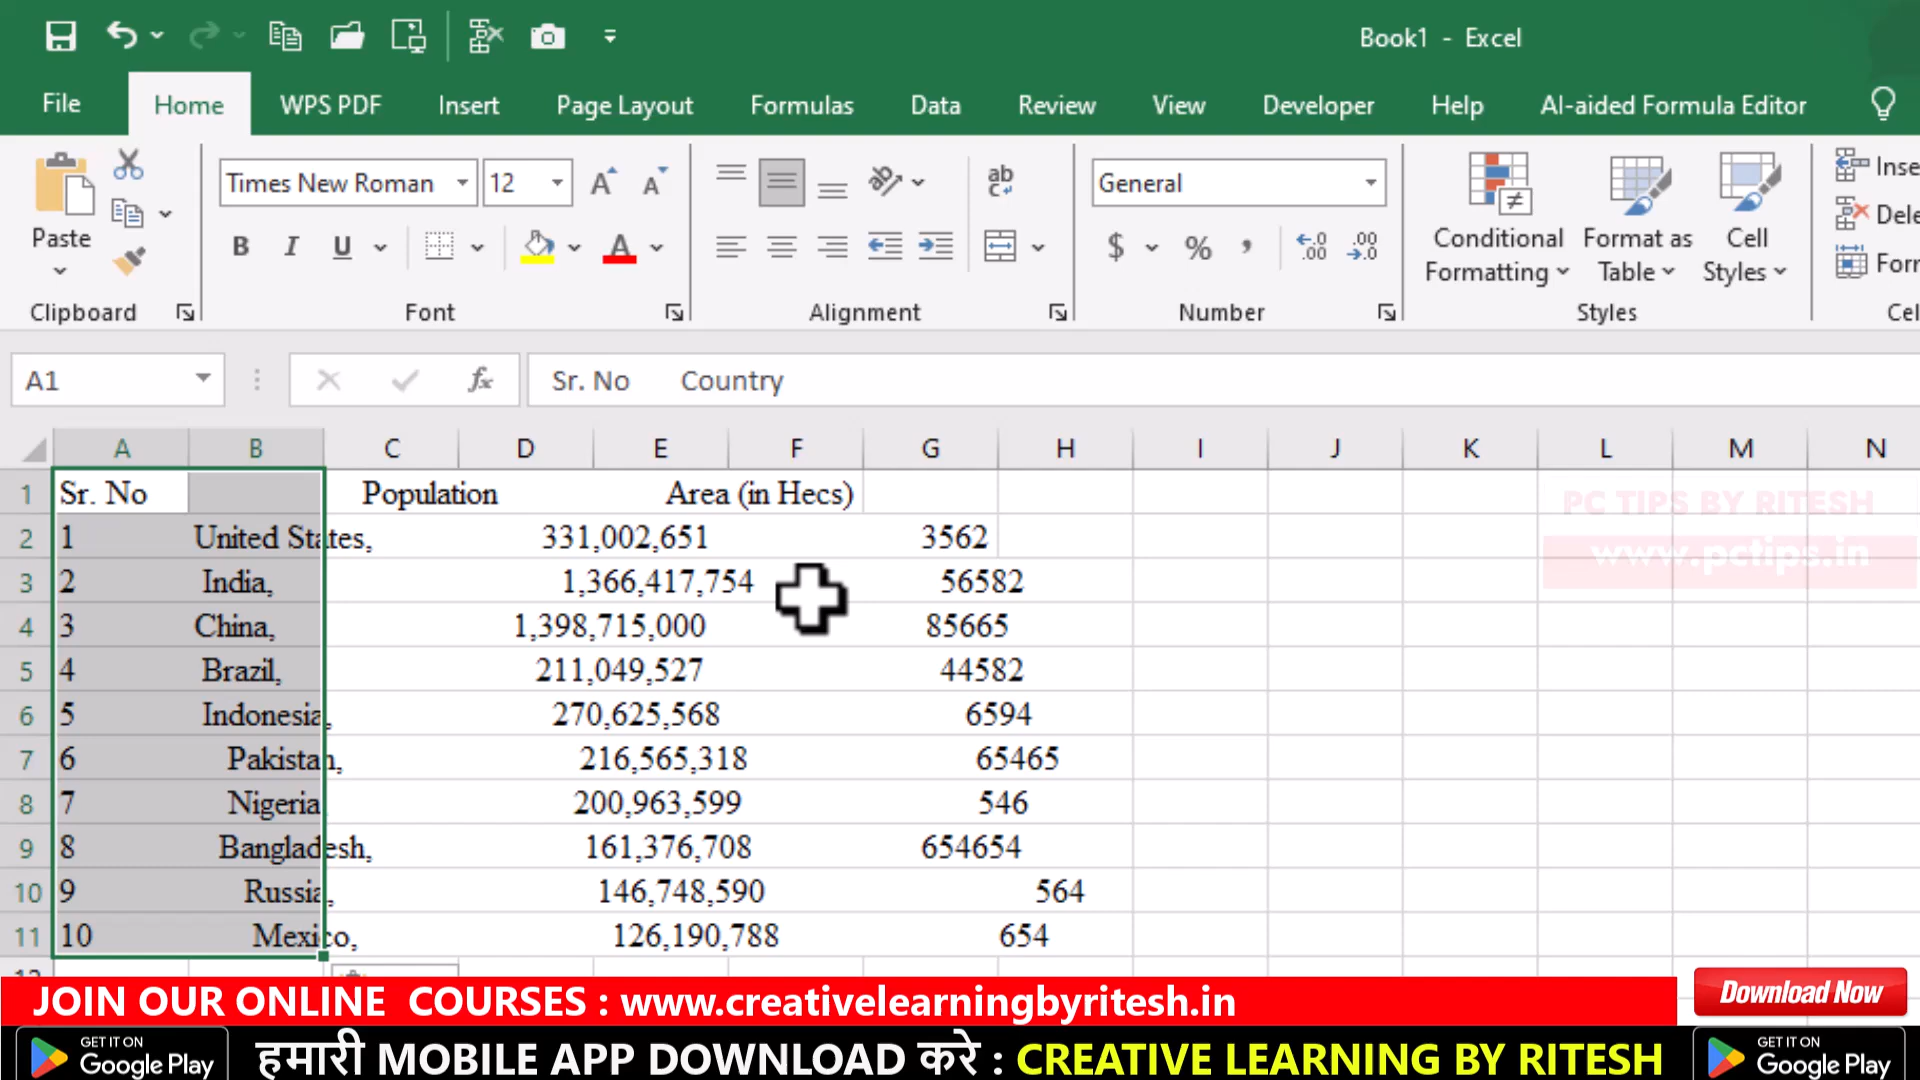 Book1 - Excel
File Home WPS PDF Insert Page Layout Formulas Data Review View Developer Help AI-aided Formula Editor
Paste
Clipboard
Times New Roman 12
B I U A
Font
ab
Alignment
General
$ % ,
Number
Conditional Formatting
Format as Table
Cell Styles
Styles
A1 fx Sr. No Country
A B C D E F G H I J K L M N
1 Sr. No Population Area (in Hecs)
2 1 United States, 331,002,651 3562
3 2 India, 1,366,417,754 56582
4 3 China, 1,398,715,000 85665
5 4 Brazil, 211,049,527 44582
6 5 Indonesia, 270,625,568 6594
7 6 Pakistan, 216,565,318 65465
8 7 Nigeria, 200,963,599 546
9 8 Bangladesh, 161,376,708 654654
10 9 Russia, 146,748,590 564
11 10 Mexico, 126,190,788 654
PC TIPS BY RITESH
www.pctips.in
JOIN OUR ONLINE COURSES : www.creativelearningbyritesh.in
Download Now
GET IT ON
Google Play
हमारी MOBILE APP DOWNLOAD करे : CREATIVE LEARNING BY RITESH
GET IT ON
Google Play